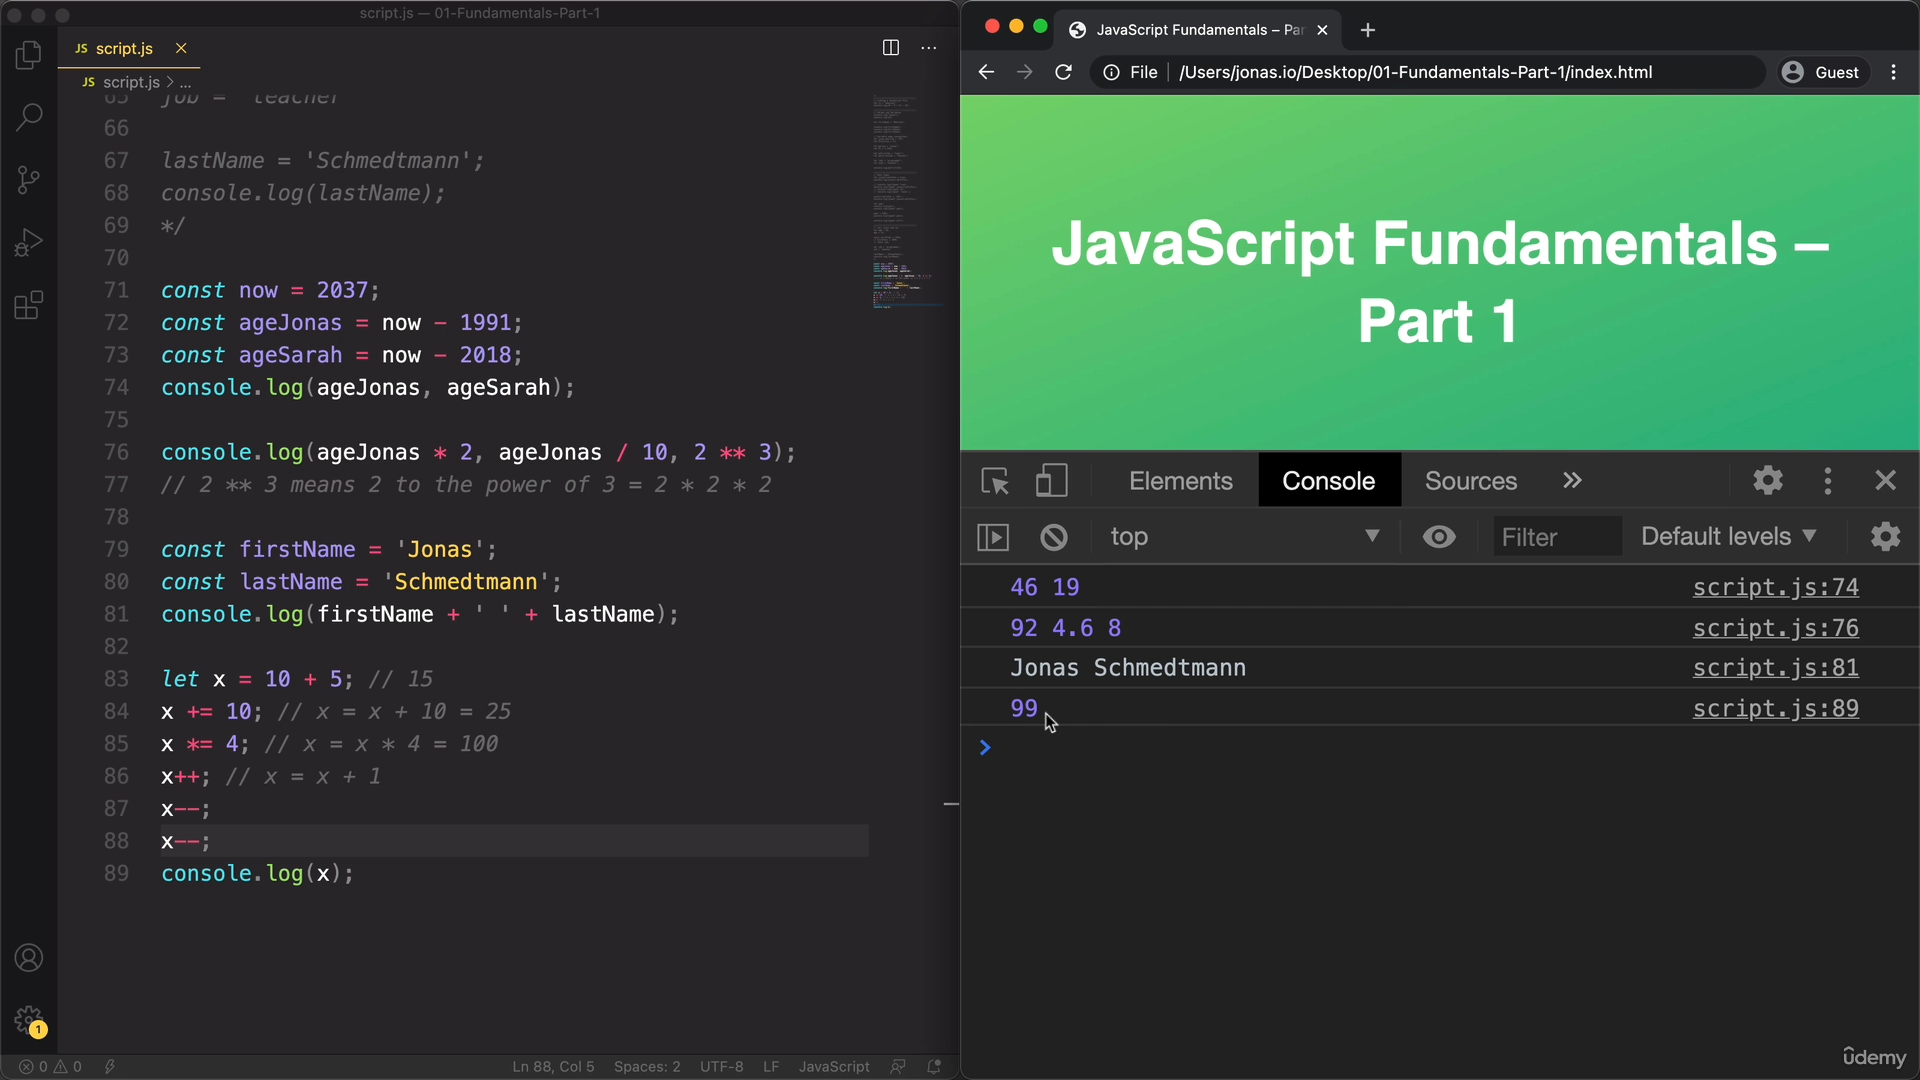 script.js — 01-Fundamentals-Part-1
JS script.js
JS script.js > ...
65 job = 'teacher'
66
67 lastName = 'Schmedtmann';
68 console.log(lastName);
69 */
70
71 const now = 2037;
72 const ageJonas = now - 1991;
73 const ageSarah = now - 2018;
74 console.log(ageJonas, ageSarah);
75
76 console.log(ageJonas * 2, ageJonas / 10, 2 ** 3);
77 // 2 ** 3 means 2 to the power of 3 = 2 * 2 * 2
78
79 const firstName = 'Jonas';
80 const lastName = 'Schmedtmann';
81 console.log(firstName + ' ' + lastName);
82
83 let x = 10 + 5; // 15
84 x += 10; // x = x + 10 = 25
85 x *= 4; // x = x * 4 = 100
86 x++; // x = x + 1
87 x--;
88 x--;
89 console.log(x);
1
0 0
Ln 88, Col 5 Spaces: 2 UTF-8 LF JavaScript
JavaScript Fundamentals – Par
File /Users/jonas.io/Desktop/01-Fundamentals-Part-1/index.html Guest
JavaScript Fundamentals –
Part 1
Elements Console Sources
top Filter Default levels
46 19 script.js:74
92 4.6 8 script.js:76
Jonas Schmedtmann script.js:81
99 script.js:89
ûdemy